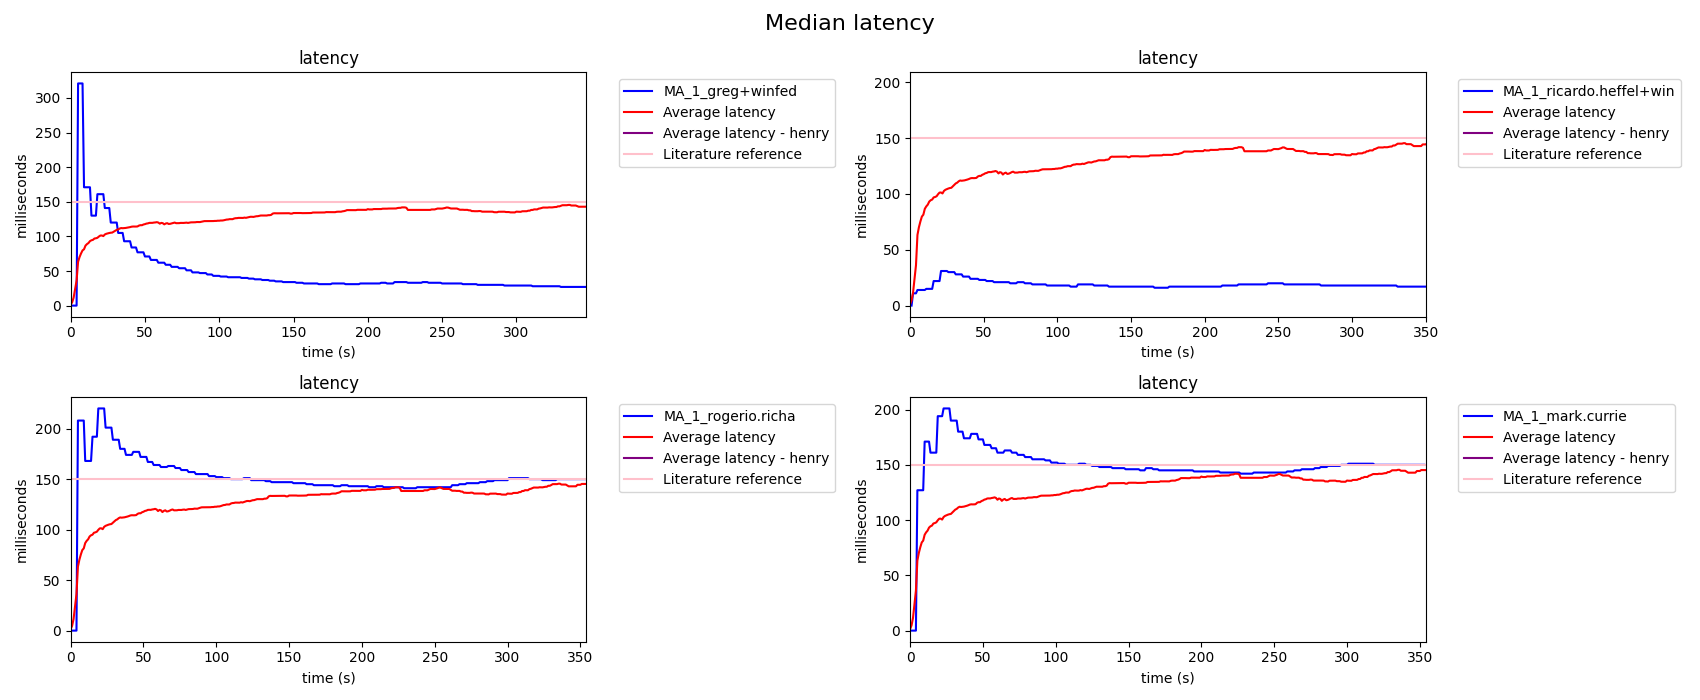 Median latency
latency
300
250
200
150
100
50
0
milliseconds
0 50 100 150 200 250 300
time (s)
MA_1_greg+winfed
Average latency
Average latency - henry
Literature reference
latency
200
150
100
50
0
milliseconds
0 50 100 150 200 250 300 350
time (s)
MA_1_ricardo.heffel+win
Average latency
Average latency - henry
Literature reference
latency
200
150
100
50
0
milliseconds
0 50 100 150 200 250 300 350
time (s)
MA_1_rogerio.richa
Average latency
Average latency - henry
Literature reference
latency
200
150
100
50
0
milliseconds
0 50 100 150 200 250 300 350
time (s)
MA_1_mark.currie
Average latency
Average latency - henry
Literature reference